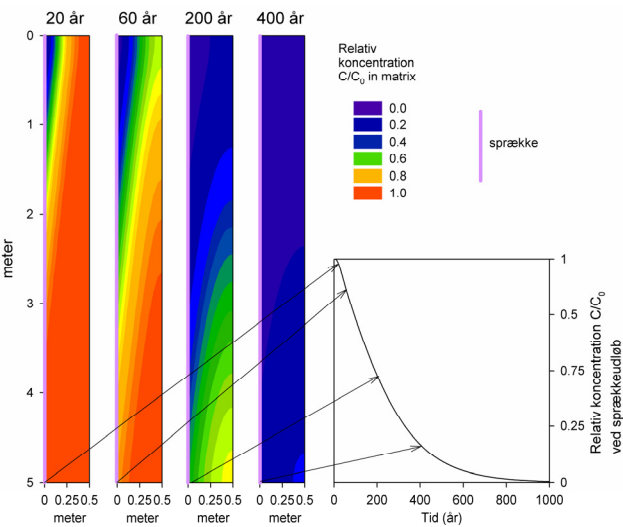 20 år 60 år 200 år 400 år
0
1
2
3
4
5
meter
0 0.25 0.5
meter
0 0.25 0.5
meter
0 0.25 0.5
meter
0 0.25 0.5
meter
Relativ
koncentration
C/C0 in matrix
0.0
0.2
0.4
0.6
0.8
1.0
sprække
1
0.5
0.75
0.25
0
Relativ koncentration C/C0
ved sprækkeudløb
0 200 400 600 800 1000
Tid (år)